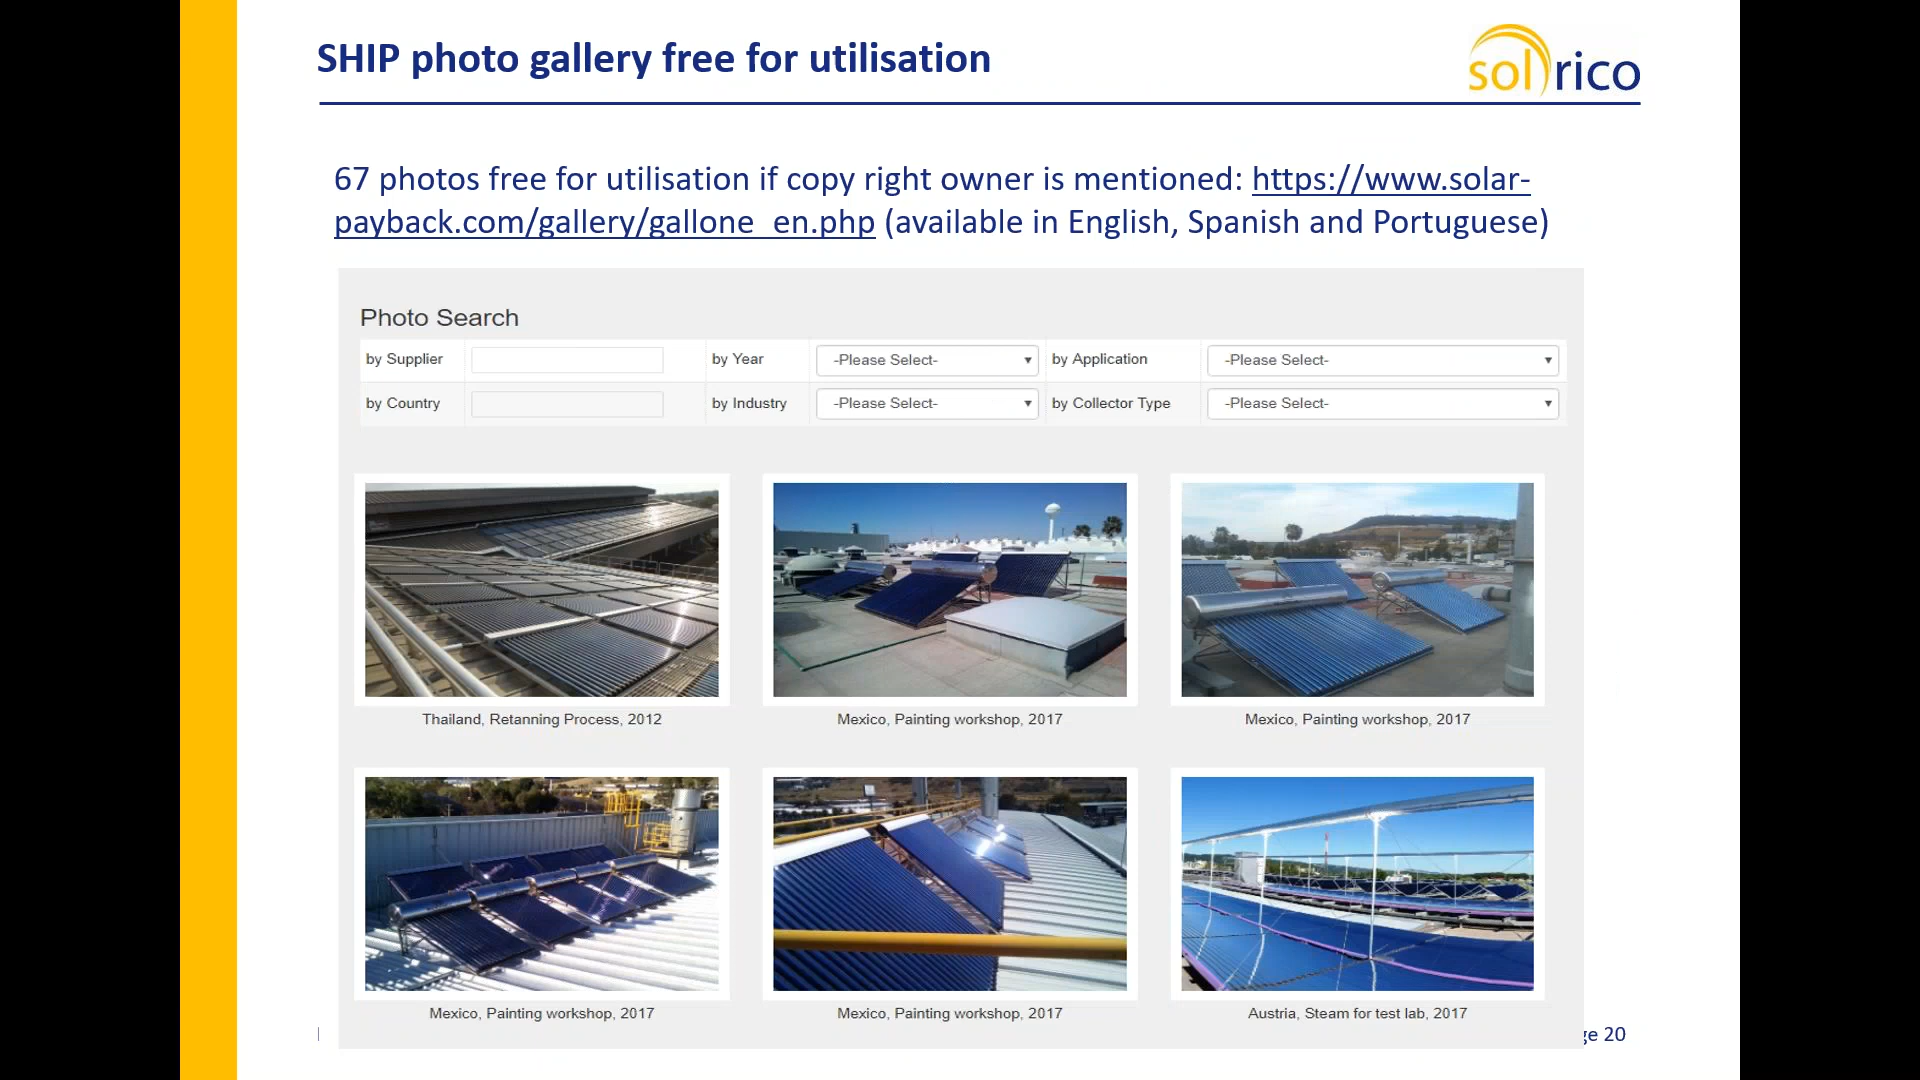 SHIP photo gallery free for utilisation
solrico
67 photos free for utilisation if copy right owner is mentioned: https://www.solar-
payback.com/gallery/gallone_en.php (available in English, Spanish and Portuguese)
Photo Search
by Supplier by Year -Please Select- by Application -Please Select-
by Country by Industry -Please Select- by Collector Type -Please Select-
Thailand, Retanning Process, 2012 Mexico, Painting workshop, 2017 Mexico, Painting workshop, 2017
Mexico, Painting workshop, 2017 Mexico, Painting workshop, 2017 Austria, Steam for test lab, 2017
ge 20